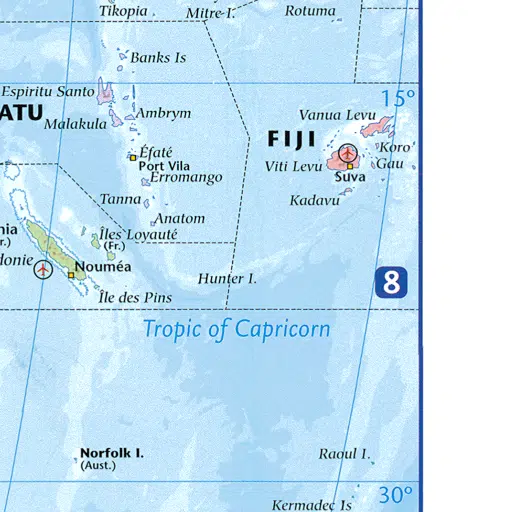 Tikopia
Mitre I.
Rotuma
Banks Is
Espiritu Santo
15°
ATU
Ambrym
Vanua Levu
Malakula
FIJI
Koro
Éfaté
Port Vila
Viti Levu
Gau
Erromango
Suva
Tanna
Kadavu
Anatom
nia
r.)
Îles Loyauté
(Fr.)
donie
Nouméa
Hunter I.
8
Île des Pins
Tropic of Capricorn
Norfolk I.
(Aust.)
Raoul I.
30°
Kermadec Is